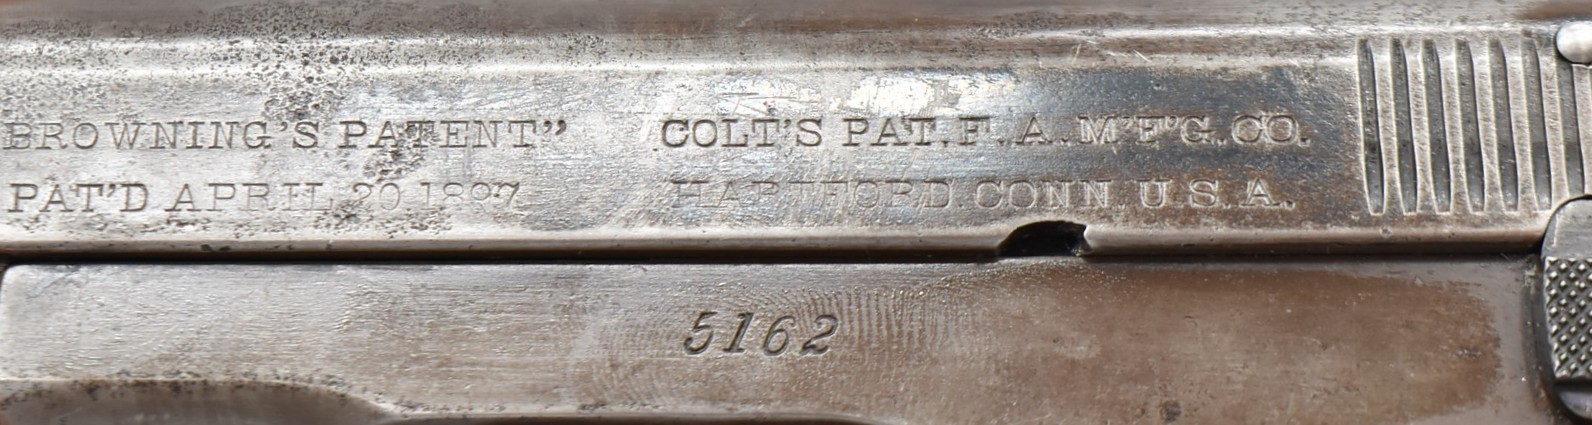 BROWNING'S PATENT"
PAT'D APRIL 20 1897
COLT'S PAT. F. A. M'F'G. CO.
HARTFORD. CONN. U.S.A.
5162